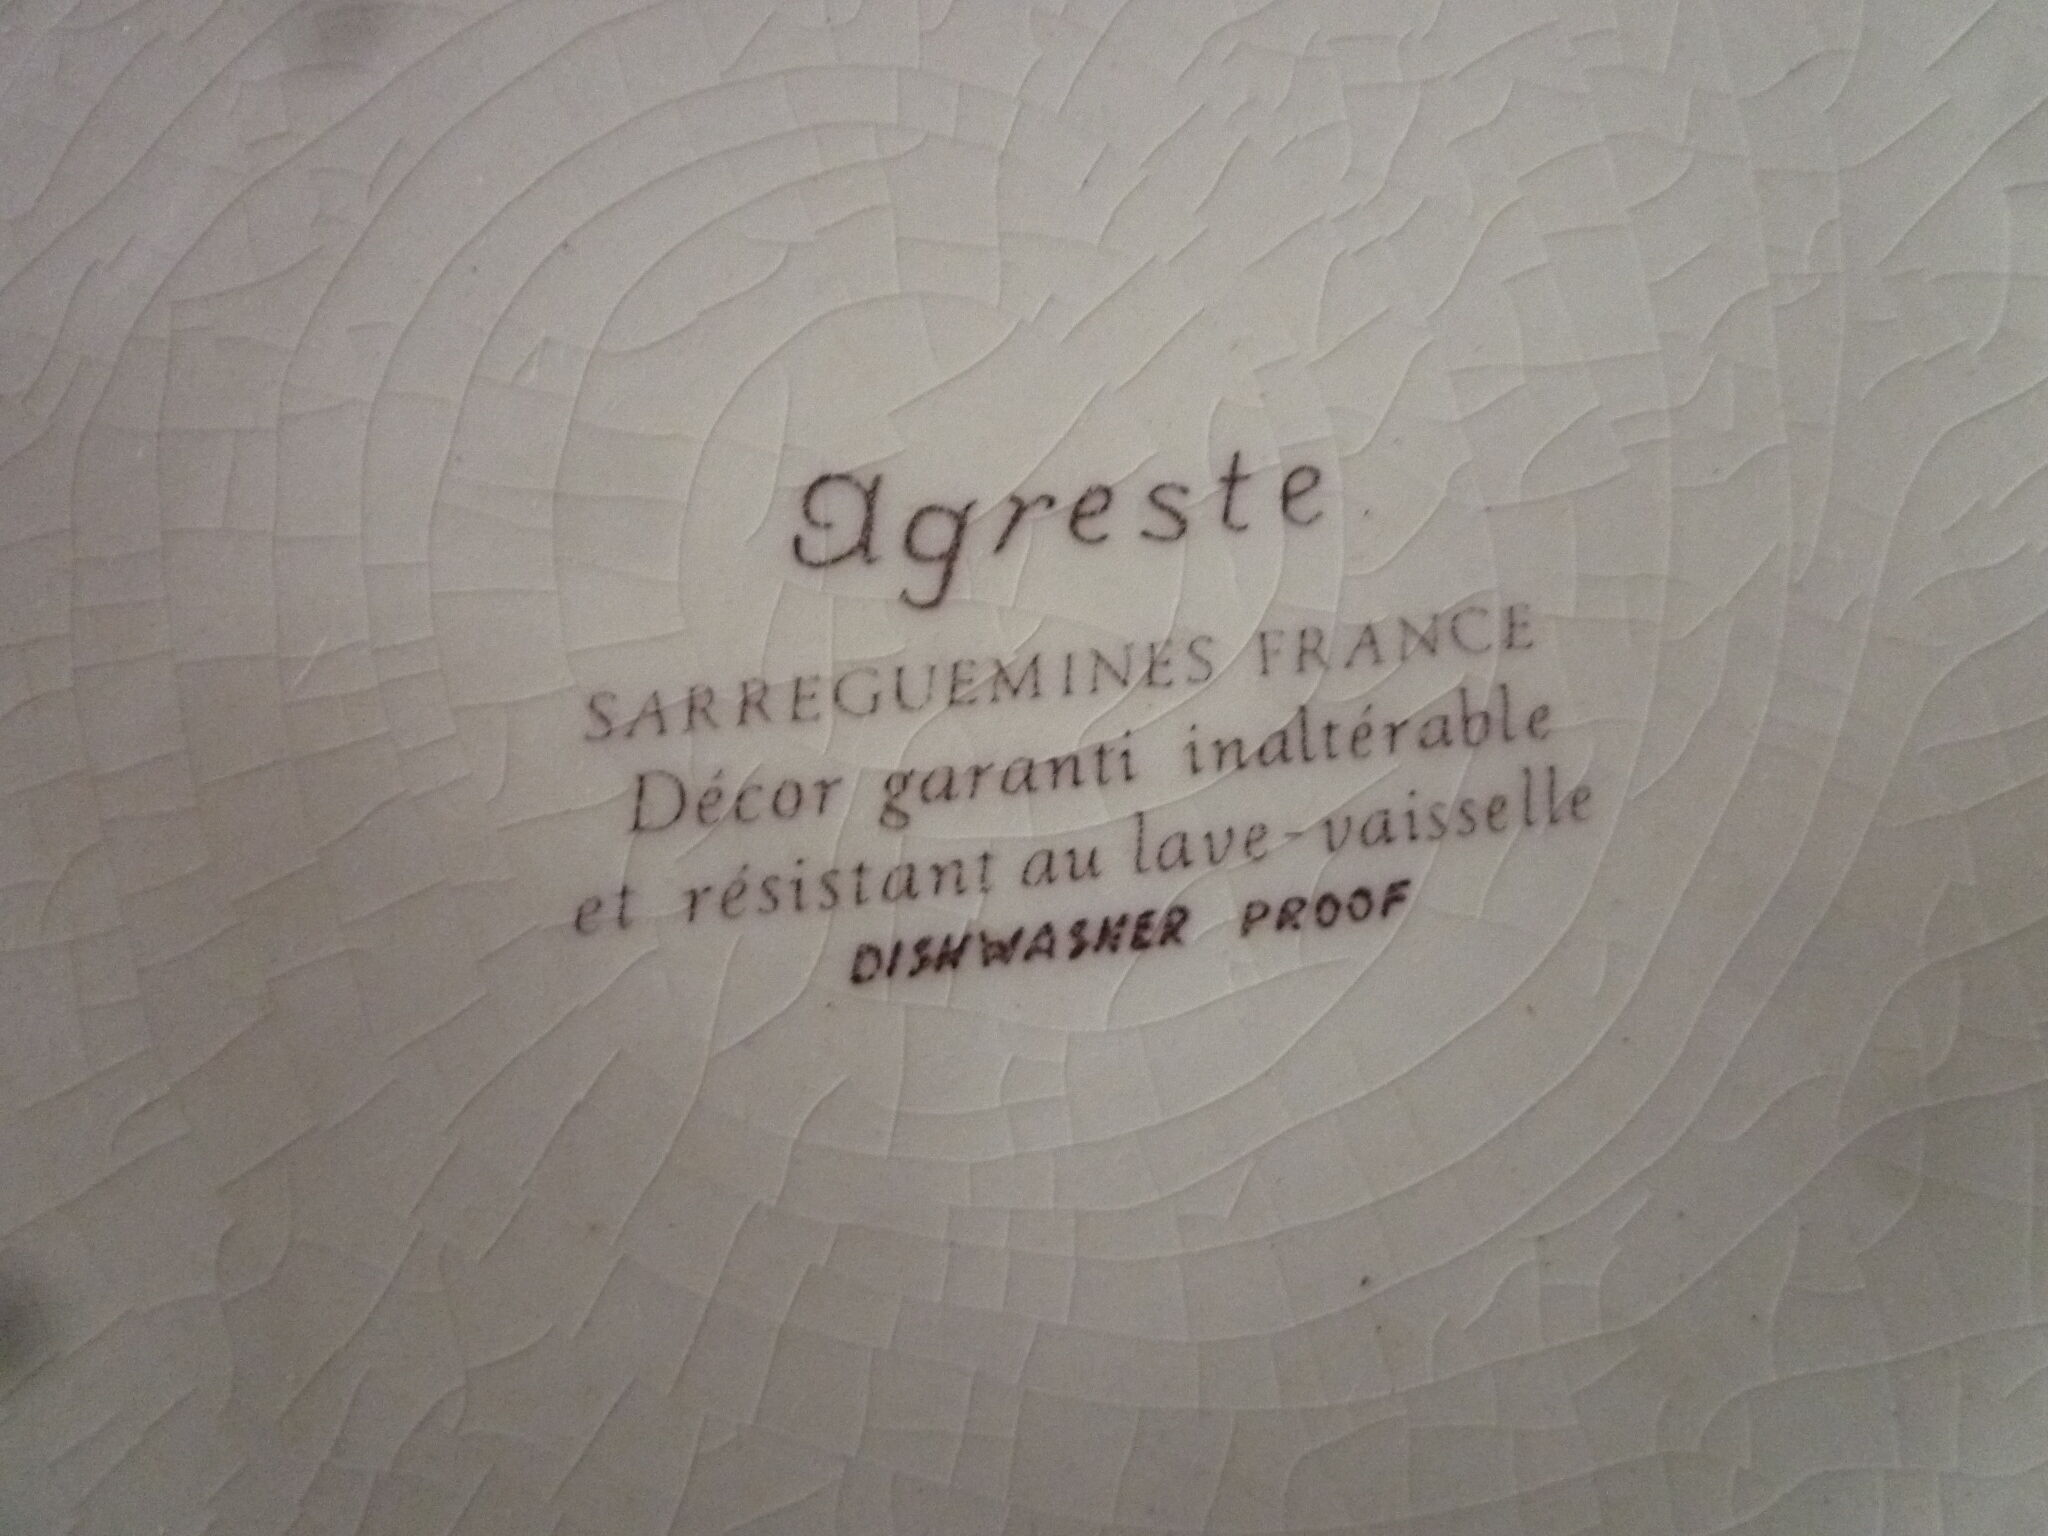 agreste
SARREGUEMINES FRANCE
Décor garanti inaltérable
et résistant au lave-vaisselle
DISHWASHER PROOF